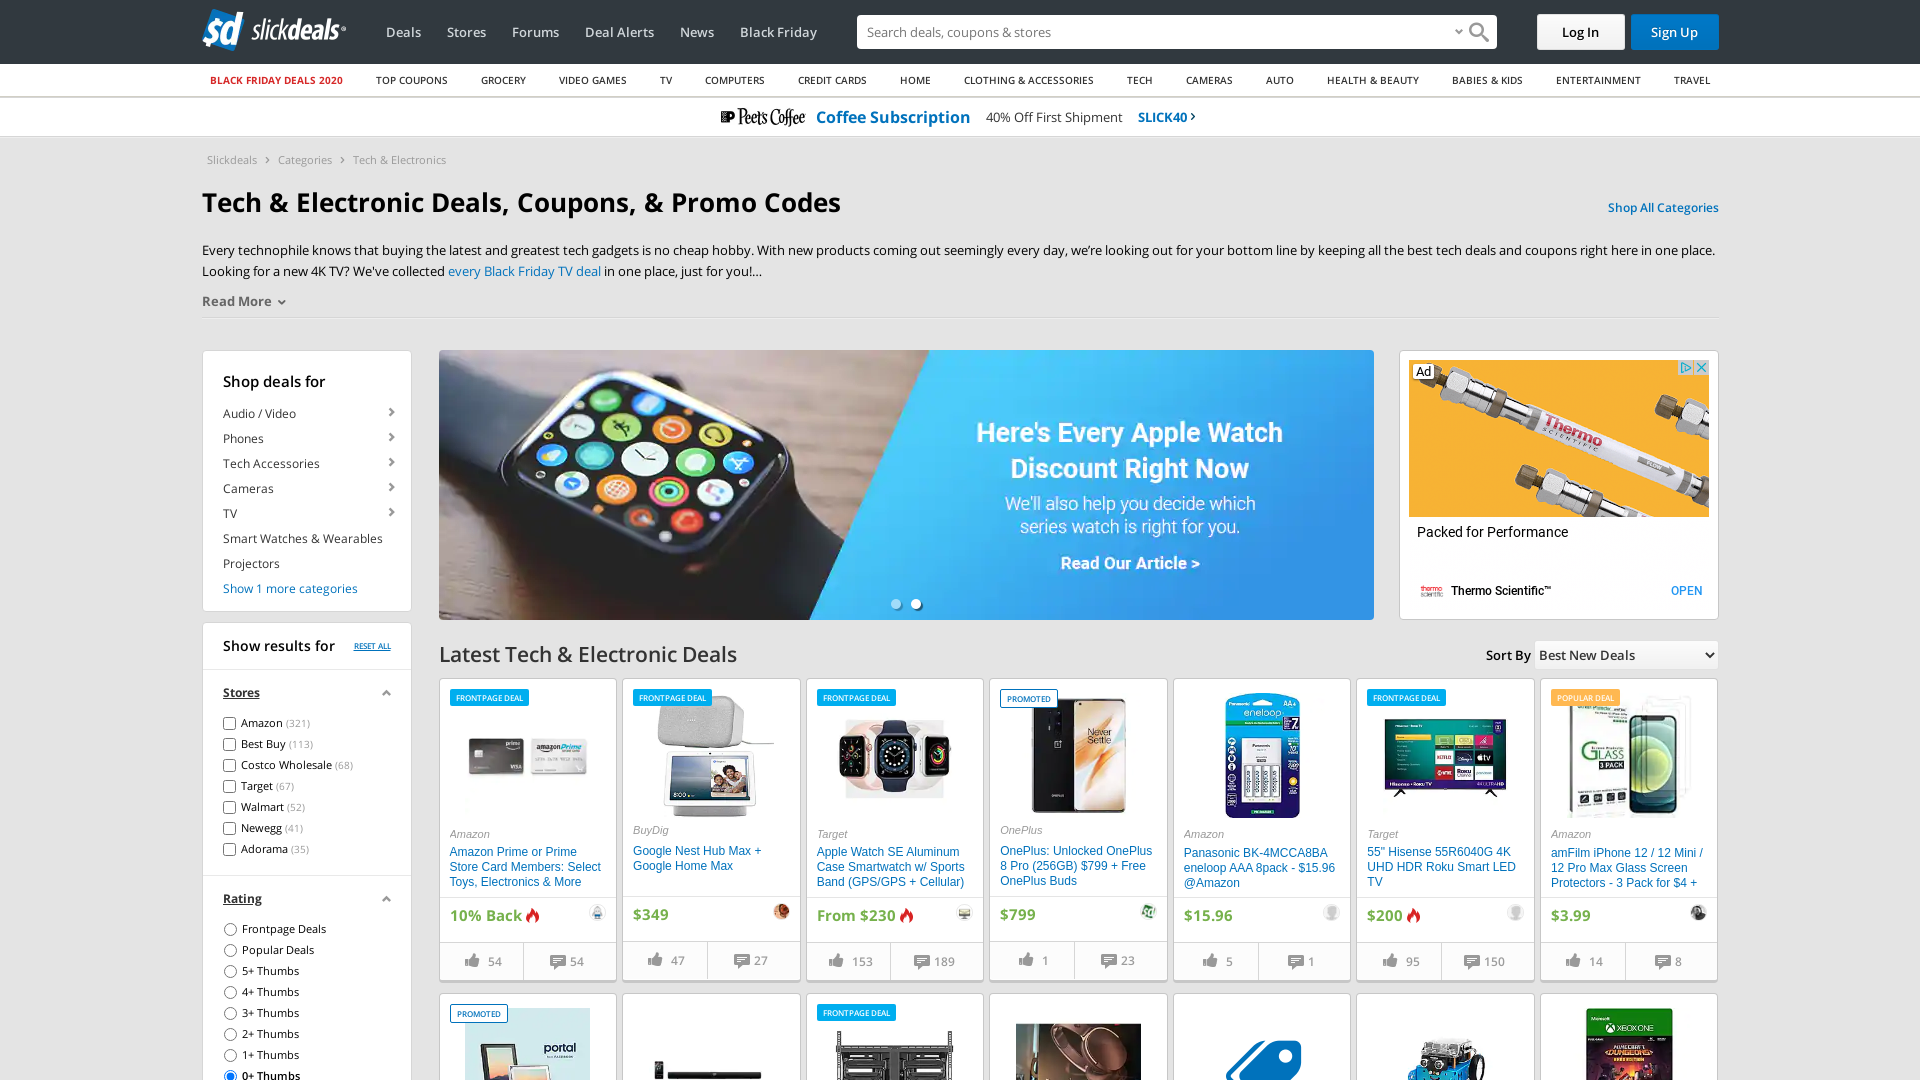 slickdeals
Deals
Stores
Forums
Deal Alerts
News
Black Friday
Search deals, coupons & stores
Log In
Sign Up
BLACK FRIDAY DEALS 2020
TOP COUPONS
GROCERY
VIDEO GAMES
TV
COMPUTERS
CREDIT CARDS
HOME
CLOTHING & ACCESSORIES
TECH
CAMERAS
AUTO
HEALTH & BEAUTY
BABIES & KIDS
ENTERTAINMENT
TRAVEL
Peet's Coffee Coffee Subscription 40% Off First Shipment SLICK40
Slickdeals > Categories > Tech & Electronics
Tech & Electronic Deals, Coupons, & Promo Codes
Shop All Categories
Every technophile knows that buying the latest and greatest tech gadgets is no cheap hobby. With new products coming out seemingly every day, we’re looking out for your bottom line by keeping all the best tech deals and coupons right here in one place.
Looking for a new 4K TV? We've collected every Black Friday TV deal in one place, just for you!...
Read More
Shop deals for
Audio / Video
Phones
Tech Accessories
Cameras
TV
Smart Watches & Wearables
Projectors
Show 1 more categories
Show results for RESET ALL
Stores
Amazon (321)
Best Buy (113)
Costco Wholesale (68)
Target (67)
Walmart (52)
Newegg (41)
Adorama (35)
Rating
Frontpage Deals
Popular Deals
5+ Thumbs
4+ Thumbs
3+ Thumbs
2+ Thumbs
1+ Thumbs
0+ Thumbs
Here's Every Apple Watch
Discount Right Now
We'll also help you decide which
series watch is right for you.
Read Our Article >
Ad
Thermo
SCIENTIFIC
FLOW
Packed for Performance
thermo
scientific
Thermo Scientific™
OPEN
Latest Tech & Electronic Deals
Sort By Best New Deals
FRONTPAGE DEAL
Amazon
Amazon Prime or Prime
Store Card Members: Select
Toys, Electronics & More
10% Back
54
54
FRONTPAGE DEAL
BuyDig
Google Nest Hub Max +
Google Home Max
$349
47
27
FRONTPAGE DEAL
Target
Apple Watch SE Aluminum
Case Smartwatch w/ Sports
Band (GPS/GPS + Cellular)
From $230
153
189
PROMOTED
Never
Settle
OnePlus
OnePlus: Unlocked OnePlus
8 Pro (256GB) $799 + Free
OnePlus Buds
$799
1
23
Panasonic
eneloop
Amazon
Panasonic BK-4MCCA8BA
eneloop AAA 8pack - $15.96
@Amazon
$15.96
5
1
FRONTPAGE DEAL
Target
55" Hisense 55R6040G 4K
UHD HDR Roku Smart LED
TV
$200
95
150
POPULAR DEAL
GLASS
3 PACK
Amazon
amFilm iPhone 12 / 12 Mini /
12 Pro Max Glass Screen
Protectors - 3 Pack for $4 +
$3.99
14
8
PROMOTED
portal
FRONTPAGE DEAL
XBOX ONE
MINECRAFT
DUNGEONS